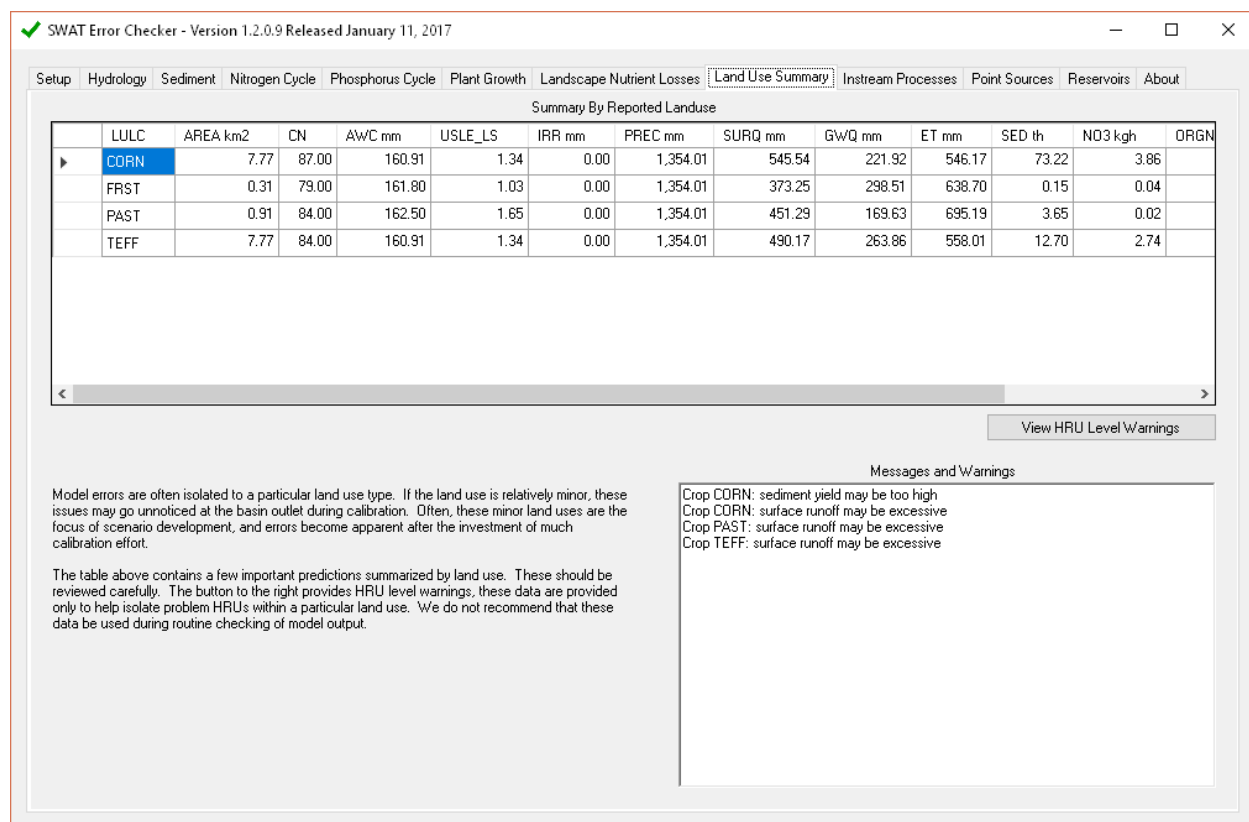 SWAT Error Checker - Version 1.2.0.9 Released January 11, 2017
Setup Hydrology Sediment Nitrogen Cycle Phosphorus Cycle Plant Growth Landscape Nutrient Losses Land Use Summary Instream Processes Point Sources Reservoirs About
Summary By Reported Landuse
LULC AREA km2 CN AWC mm USLE_LS IRR mm PREC mm SURQ mm GWQ mm ET mm SED th NO3 kgh ORGN
CORN 7.77 87.00 160.91 1.34 0.00 1,354.01 545.54 221.92 546.17 73.22 3.86
FRST 0.31 79.00 161.80 1.03 0.00 1,354.01 373.25 298.51 638.70 0.15 0.04
PAST 0.91 84.00 162.50 1.65 0.00 1,354.01 451.29 169.63 695.19 3.65 0.02
TEFF 7.77 84.00 160.91 1.34 0.00 1,354.01 490.17 263.86 558.01 12.70 2.74
View HRU Level Warnings
Model errors are often isolated to a particular land use type. If the land use is relatively minor, these
issues may go unnoticed at the basin outlet during calibration. Often, these minor land uses are the
focus of scenario development, and errors become apparent after the investment of much
calibration effort.
The table above contains a few important predictions summarized by land use. These should be
reviewed carefully. The button to the right provides HRU level warnings, these data are provided
only to help isolate problem HRUs within a particular land use. We do not recommend that these
data be used during routine checking of model output.
Messages and Warnings
Crop CORN: sediment yield may be too high
Crop CORN: surface runoff may be excessive
Crop PAST: surface runoff may be excessive
Crop TEFF: surface runoff may be excessive